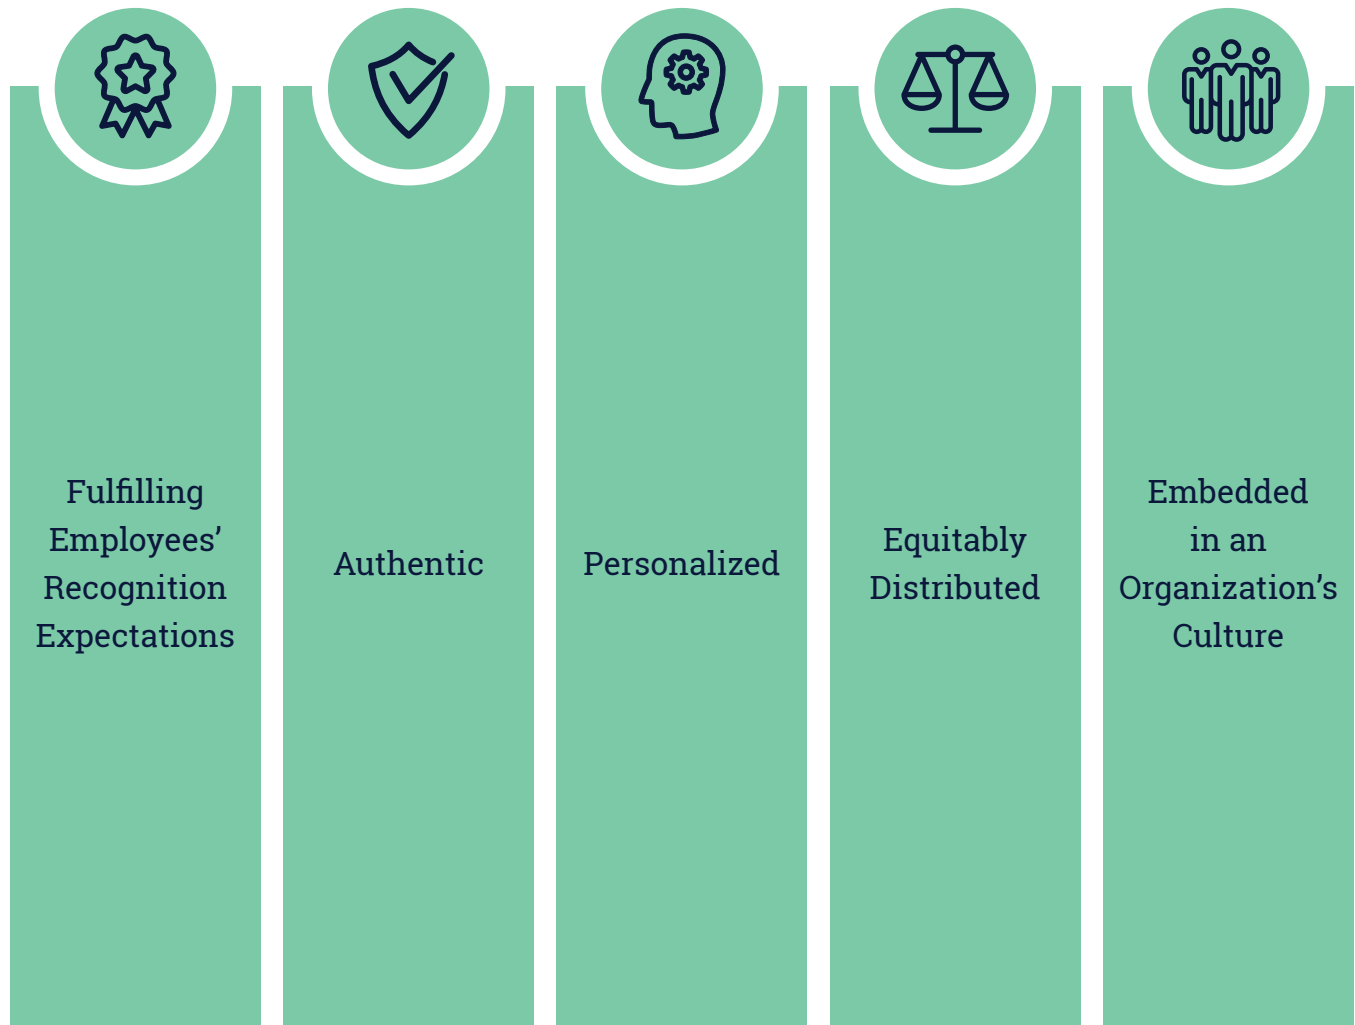 Fulfilling
Employees’
Recognition
Expectations
Authentic
Personalized
Equitably
Distributed
Embedded
in an
Organization’s
Culture